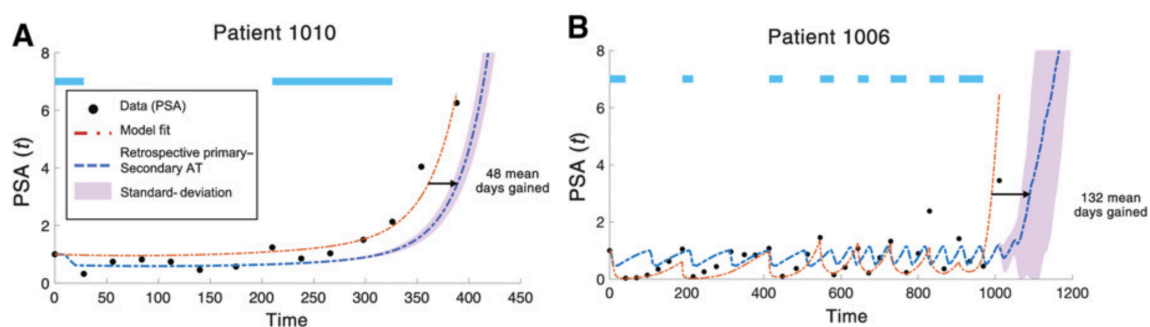 A
Patient 1010
8
6
4
2
0
PSA (t)
Data (PSA)
Model fit
Retrospective primary–
Secondary AT
Standard- deviation
48 mean
days gained
0 50 100 150 200 250 300 350 400 450
Time
B
Patient 1006
8
6
4
2
0
PSA (t)
132 mean
days gained
0 200 400 600 800 1000 1200
Time